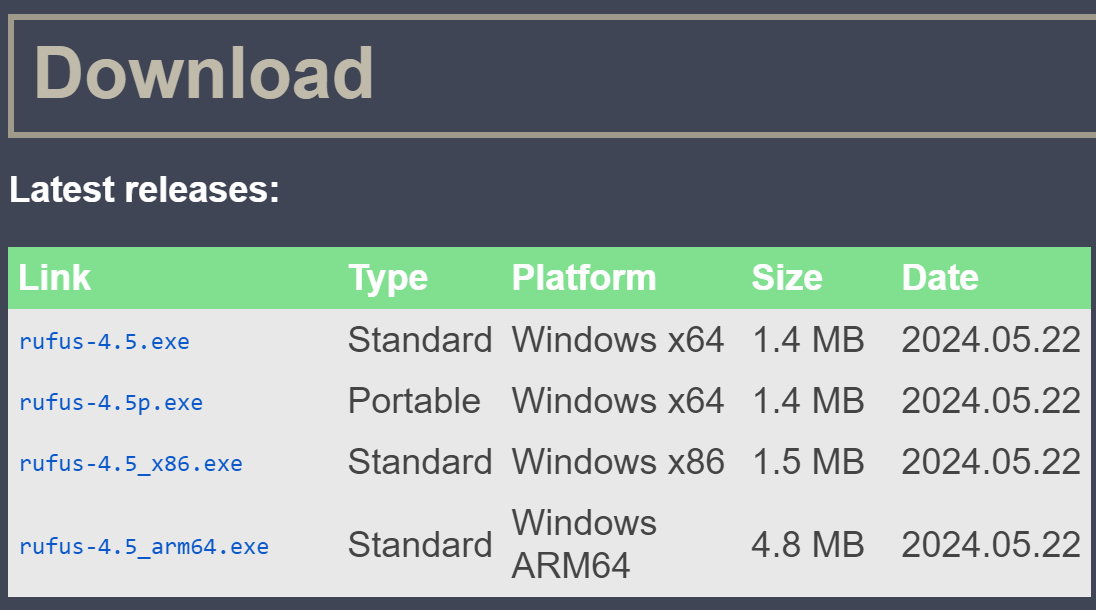 Download
Latest releases:
Link Type Platform Size Date
rufus-4.5.exe Standard Windows x64 1.4 MB 2024.05.22
rufus-4.5p.exe Portable Windows x64 1.4 MB 2024.05.22
rufus-4.5_x86.exe Standard Windows x86 1.5 MB 2024.05.22
rufus-4.5_arm64.exe Standard Windows ARM64 4.8 MB 2024.05.22